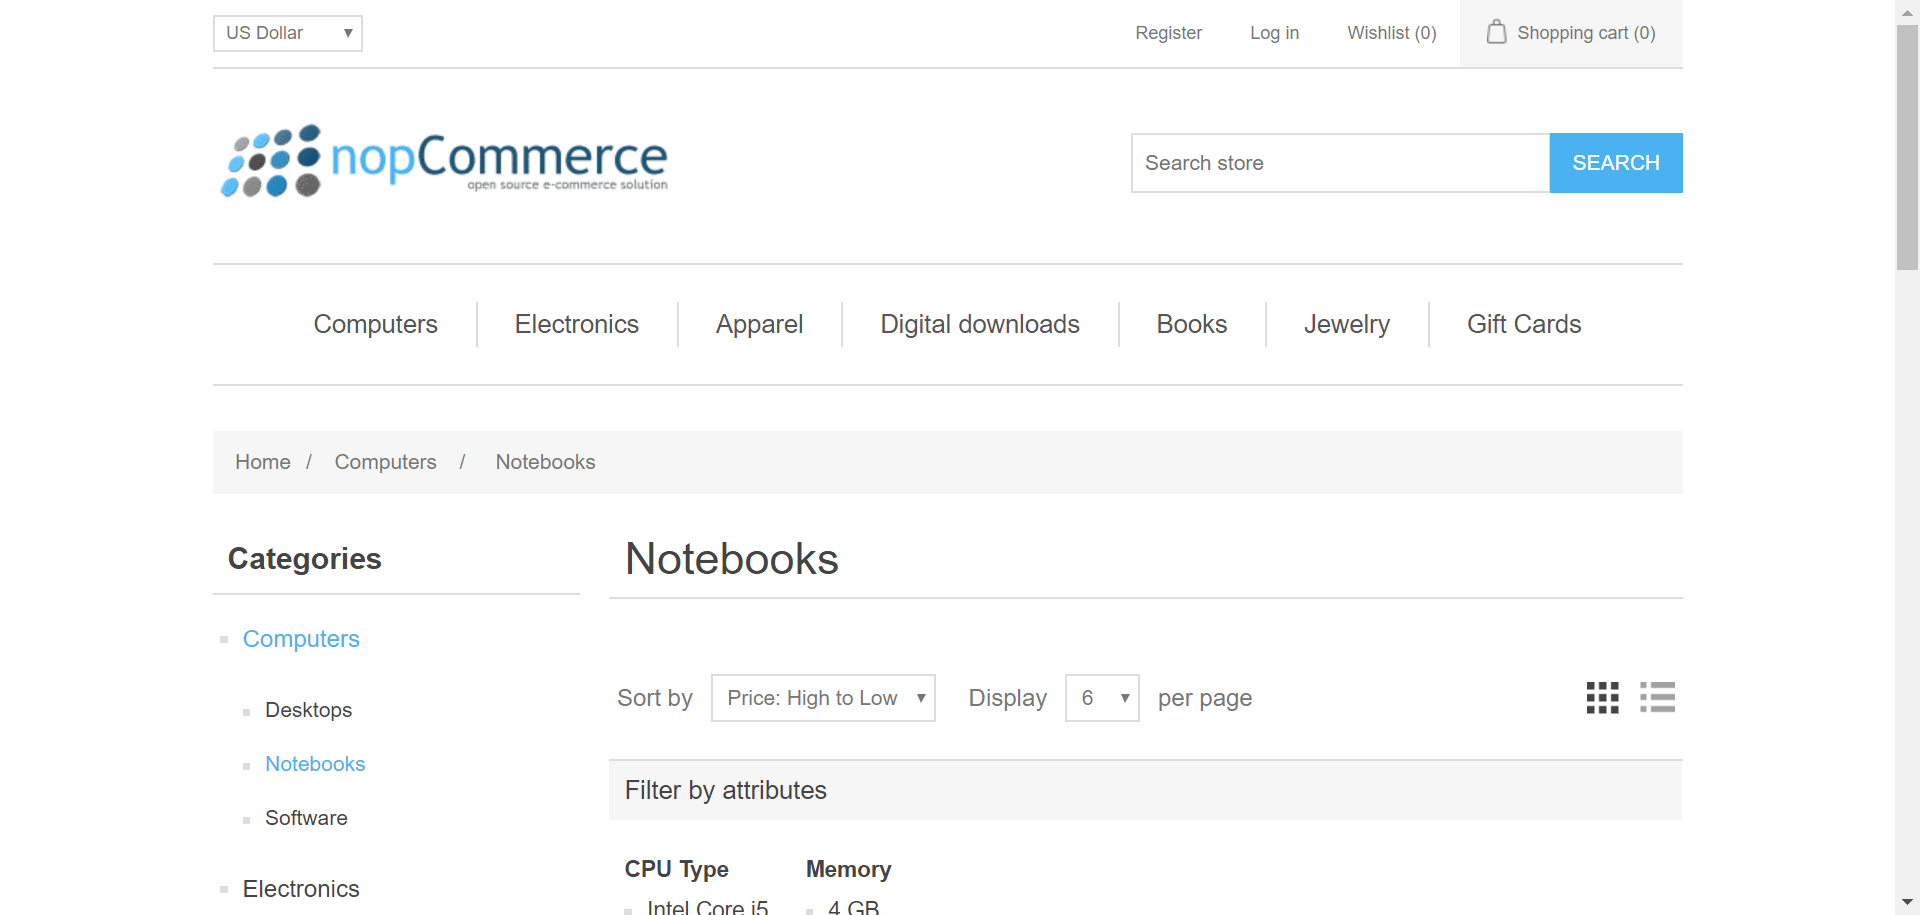 US Dollar
Register
Log in
Wishlist (0)
Shopping cart (0)
nopCommerce
open source e-commerce solution
Search store
SEARCH
Computers
Electronics
Apparel
Digital downloads
Books
Jewelry
Gift Cards
Home / Computers / Notebooks
Categories
Computers
Desktops
Notebooks
Software
Electronics
Notebooks
Sort by Price: High to Low Display 6 per page
Filter by attributes
CPU Type
Intel Core i5
Memory
4 GB